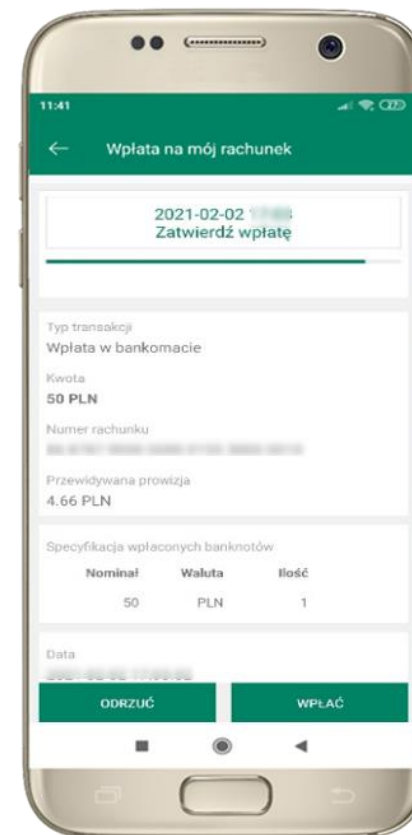 11:41
Wpłata na mój rachunek
2021-02-02
Zatwierdź wpłatę
Typ transakcji
Wpłata w bankomacie
Kwota
50 PLN
Numer rachunku
Przewidywana prowizja
4.66 PLN
Specyfikacja wpłaconych banknotów
Nominał Waluta Ilość
50 PLN 1
Data
ODRZUĆ WPŁAĆ